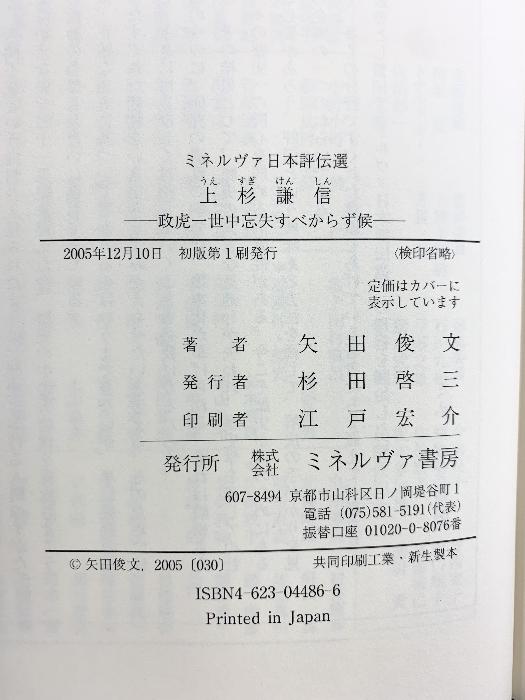 ミネルヴァ日本評伝選
うえ すぎ けん しん
上杉謙信
──政虎一世中忘失すべからず候──
2005年12月10日 初版第1刷発行 〈検印省略〉
定価はカバーに
表示しています
著者 矢田俊文
発行者 杉田啓三
印刷者 江戸宏介
発行所 株式会社 ミネルヴァ書房
607-8494 京都市山科区日ノ岡堤谷町1
電話 (075)581-5191(代表)
振替口座 01020-0-8076番
© 矢田俊文, 2005〔030〕 共同印刷工業・新生製本
ISBN4-623-04486-6
Printed in Japan